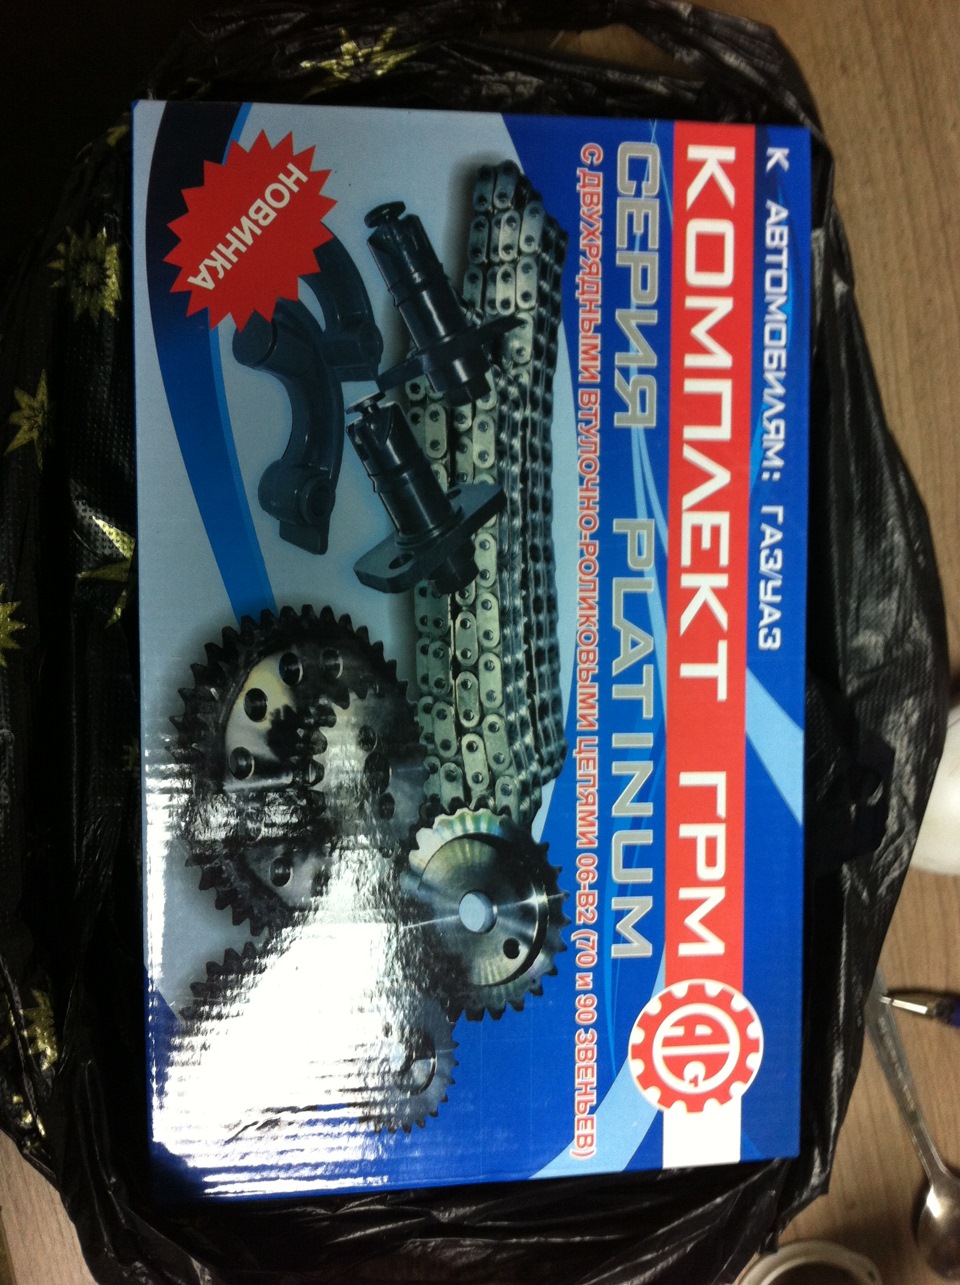 К АВТОМОБИЛЯМ: ГАЗ/УАЗ
КОМПЛЕКТ ГРМ
СЕРИЯ PLATINUM
С ДВУХРЯДНЫМИ ВТУЛОЧНО-РОЛИКОВЫМИ ЦЕПЯМИ 06-В2 (70 и 90 ЗВЕНЬЕВ)
НОВИНКА